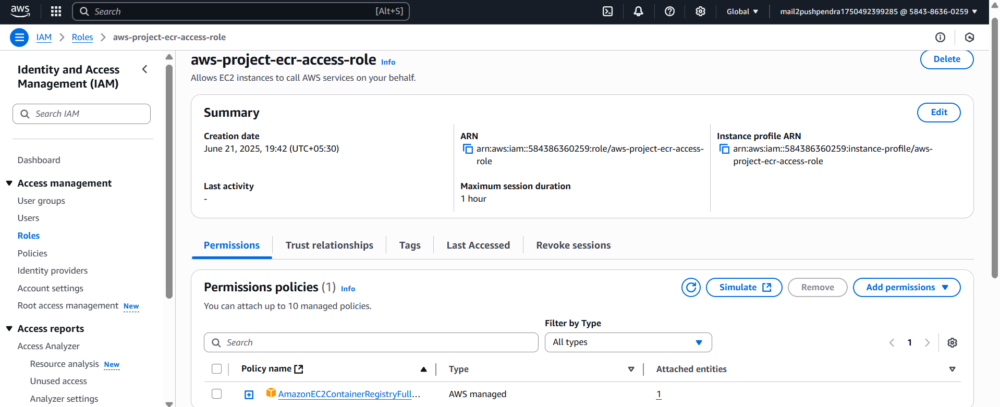 aws
Search [Alt+S]
Global
mail2pushpendra1750492399285 @ 5843-8636-0259
IAM
Roles
aws-project-ecr-access-role
Identity and Access
Management (IAM)
Search IAM
Dashboard
Access management
User groups
Users
Roles
Policies
Identity providers
Account settings
Root access management New
Access reports
Access Analyzer
Resource analysis New
Unused access
Analyzer settings
aws-project-ecr-access-role Info
Delete
Allows EC2 instances to call AWS services on your behalf.
Summary
Edit
Creation date
June 21, 2025, 19:42 (UTC+05:30)
ARN
arn:aws:iam::584386360259:role/aws-project-ecr-access-
role
Instance profile ARN
arn:aws:iam::584386360259:instance-profile/aws-
project-ecr-access-role
Last activity
-
Maximum session duration
1 hour
Permissions
Trust relationships
Tags
Last Accessed
Revoke sessions
Permissions policies (1) Info
Simulate
Remove
Add permissions
You can attach up to 10 managed policies.
Filter by Type
Search
All types
1
Policy name
Type
Attached entities
AmazonEC2ContainerRegistryFull...
AWS managed
1